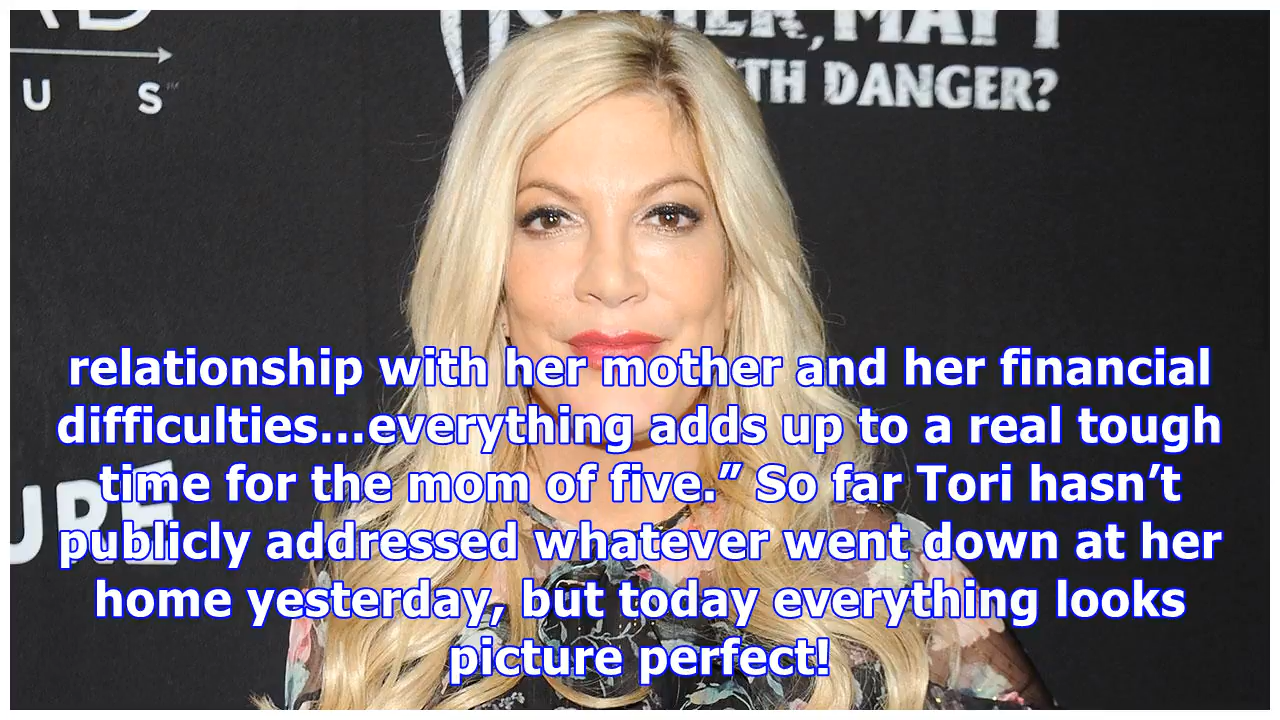 U S
, MAY I
TH DANGER?
URE
relationship with her mother and her financial
difficulties...everything adds up to a real tough
time for the mom of five.” So far Tori hasn’t
publicly addressed whatever went down at her
home yesterday, but today everything looks
picture perfect!